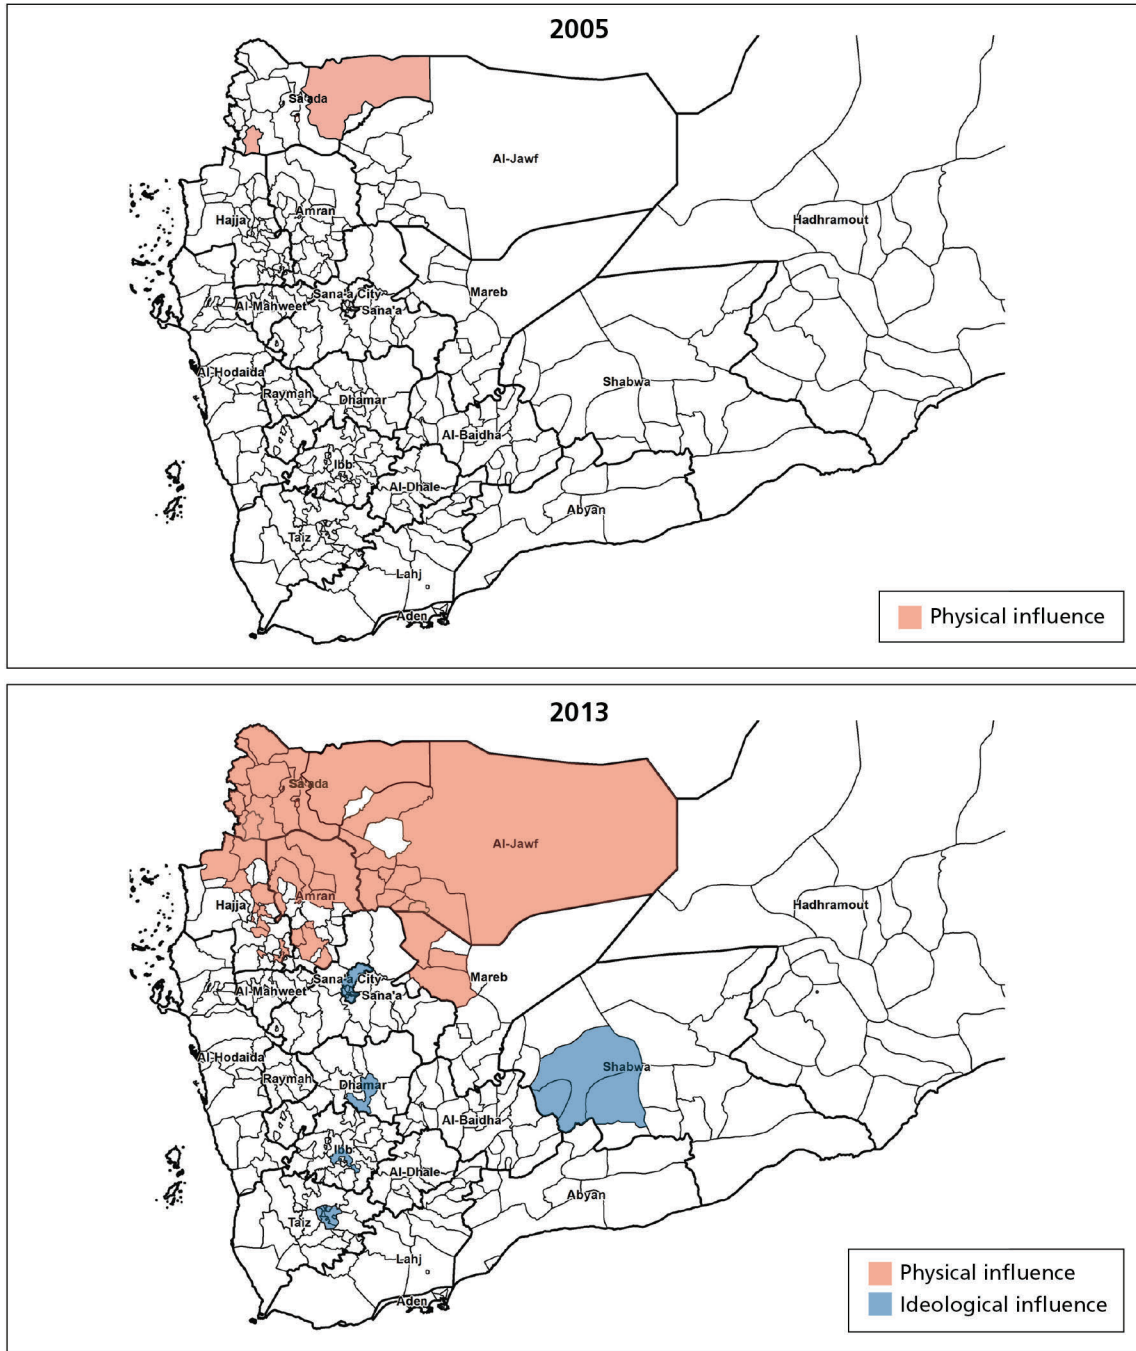 2005
Sa'ada
Al-Jawf
Hajja
Amran
Hadhramout
Mareb
Sana'a City
Al-Mahweet
Sana'a
Al-Hodaida
Raymah
Dhamar
Shabwa
Al-Baidha
Ibb
Al-Dhale
Abyan
Taiz
Lahj
Aden
Physical influence
2013
Sa'ada
Al-Jawf
Hajja
Amran
Hadhramout
Mareb
Sana'a City
Al-Mahweet
Sana'a
Al-Hodaida
Raymah
Dhamar
Shabwa
Al-Baidha
Ibb
Al-Dhale
Abyan
Taiz
Lahj
Aden
Physical influence
Ideological influence